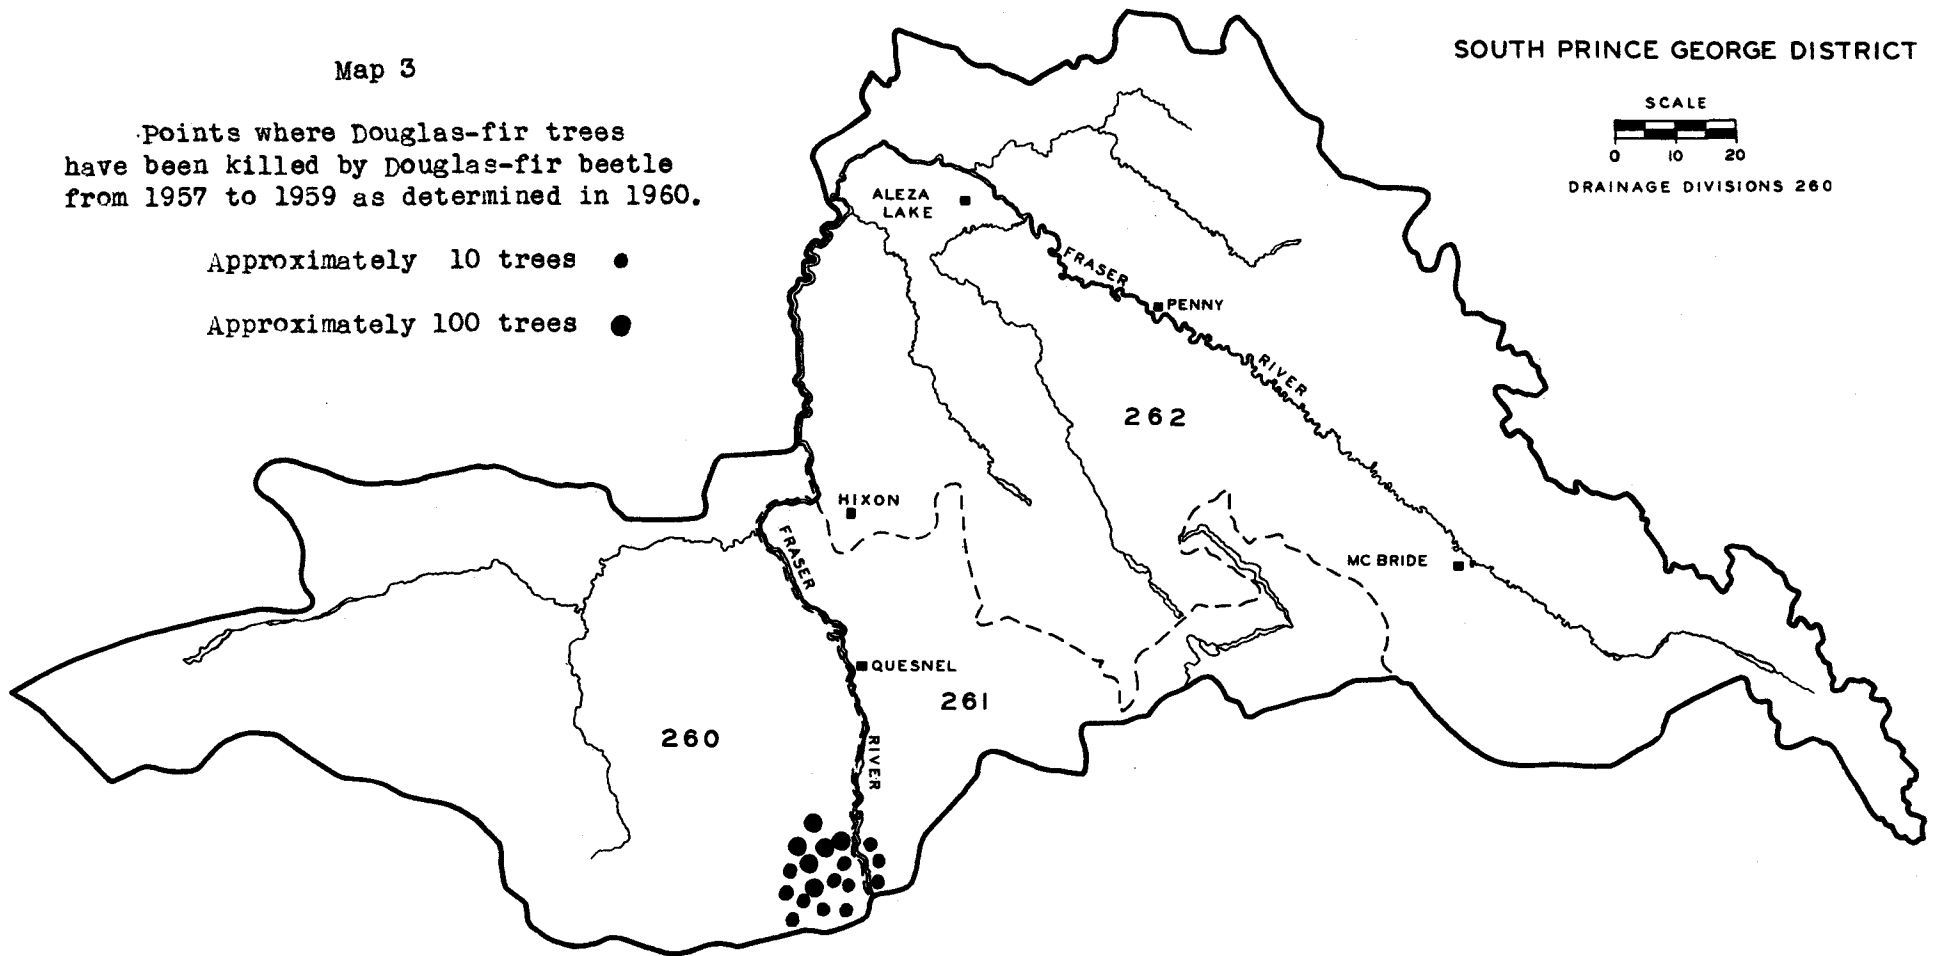 Map 3
Points where Douglas-fir trees
have been killed by Douglas-fir beetle
from 1957 to 1959 as determined in 1960.
Approximately 10 trees
Approximately 100 trees
SOUTH PRINCE GEORGE DISTRICT
SCALE
0 10 20
DRAINAGE DIVISIONS 260
ALEZA
LAKE
FRASER
PENNY
RIVER
262
HIXON
FRASER
MC BRIDE
QUESNEL
261
260
RIVER